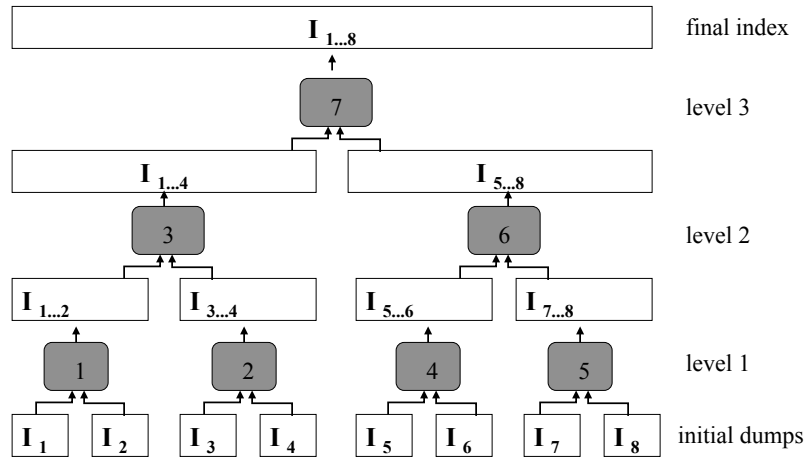 I 1...8 final index
7 level 3
I 1...4 I 5...8
3 6 level 2
I 1...2 I 3...4 I 5...6 I 7...8
1 2 4 5 level 1
I 1 I 2 I 3 I 4 I 5 I 6 I 7 I 8 initial dumps